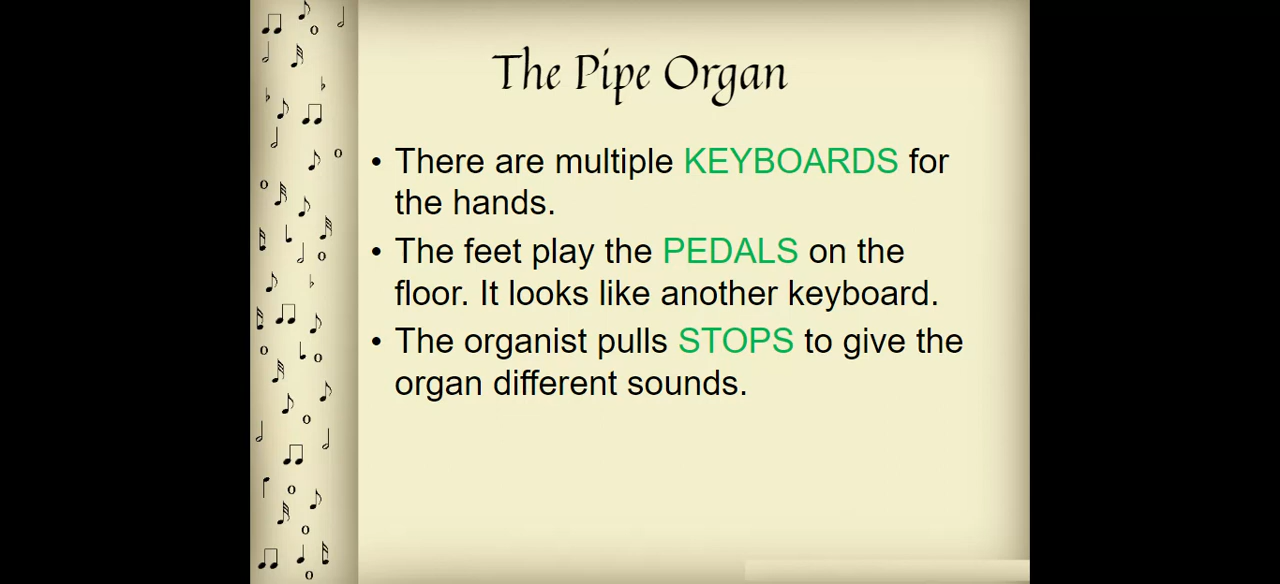 The Pipe Organ
• There are multiple KEYBOARDS for
the hands.
• The feet play the PEDALS on the
floor. It looks like another keyboard.
• The organist pulls STOPS to give the
organ different sounds.